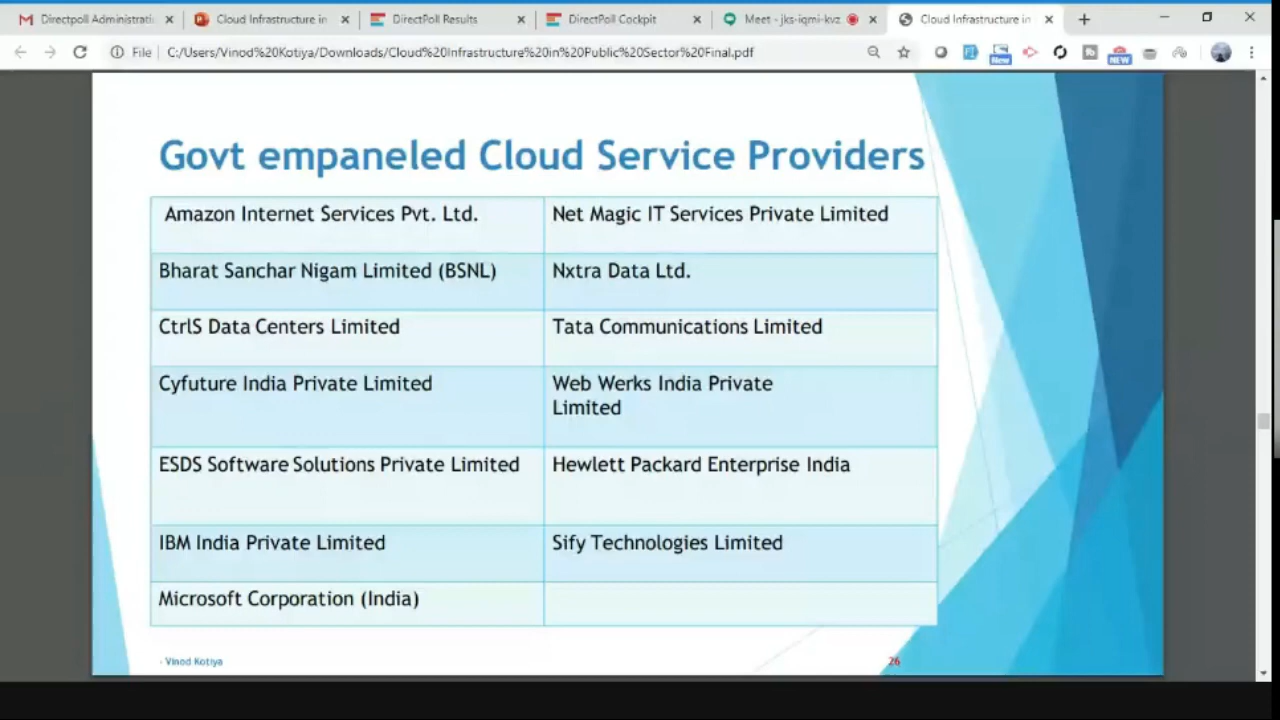 Directpoll Administrati
Cloud Infrastructure in
DirectPoll Results
DirectPoll Cockpit
Meet - jks-iqmi-kvz
Cloud Infrastructure in
File
C:/Users/Vinod%20Kotiya/Downloads/Cloud%20Infrastructure%20in%20Public%20Sector%20Final.pdf
New
NEW
Govt empaneled Cloud Service Providers
Amazon Internet Services Pvt. Ltd.
Net Magic IT Services Private Limited
Bharat Sanchar Nigam Limited (BSNL)
Nxtra Data Ltd.
CtrlS Data Centers Limited
Tata Communications Limited
Cyfuture India Private Limited
Web Werks India Private
Limited
ESDS Software Solutions Private Limited
Hewlett Packard Enterprise India
IBM India Private Limited
Sify Technologies Limited
Microsoft Corporation (India)
- Vinod Kotiya
26